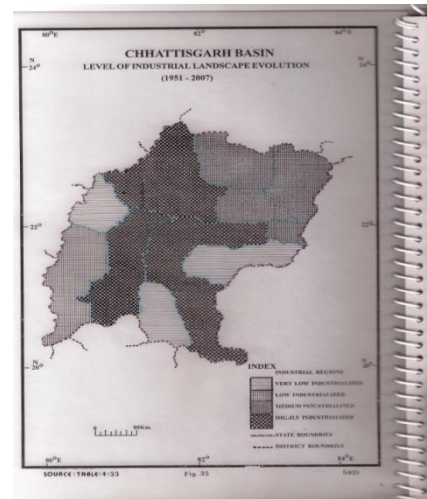 80°E 82° 84°E
CHHATTISGARH BASIN
LEVEL OF INDUSTRIAL LANDSCAPE EVOLUTION
(1951 - 2007)
N 24° N 24°
22° 22°
20° 20°
INDEX
INDUSTRIAL REGIONS
VERY LOW INDUSTRIALIZED
LOW INDUSTRIALIZED
MEDIUM INDUSTRIALIZED
HIGHLY INDUSTRIALIZED
STATE BOUNDRIES
DISTRICT BOUNDRIES
80°E 82° 84°E
SOURCE:TABLE-4:23 Fig.35